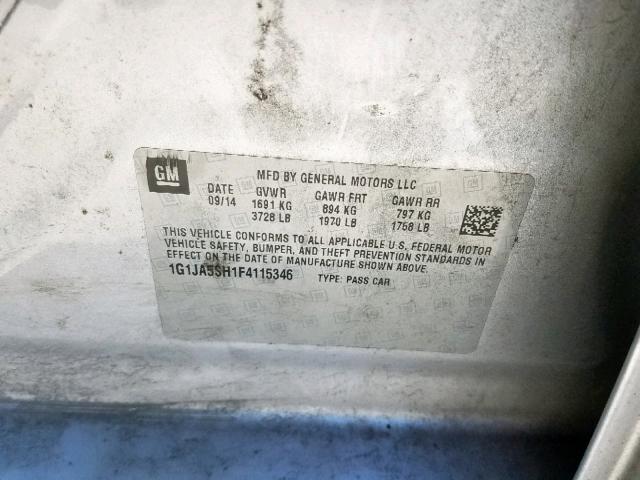 GM
MFD BY GENERAL MOTORS LLC
DATE GVWR GAWR FRT GAWR RR
09/14 1691 KG 894 KG 797 KG
3728 LB 1970 LB 1758 LB
THIS VEHICLE CONFORMS TO ALL APPLICABLE U.S. FEDERAL MOTOR
VEHICLE SAFETY, BUMPER, AND THEFT PREVENTION STANDARDS IN
EFFECT ON THE DATE OF MANUFACTURE SHOWN ABOVE.
1G1JA5SH1F4115346 TYPE: PASS CAR